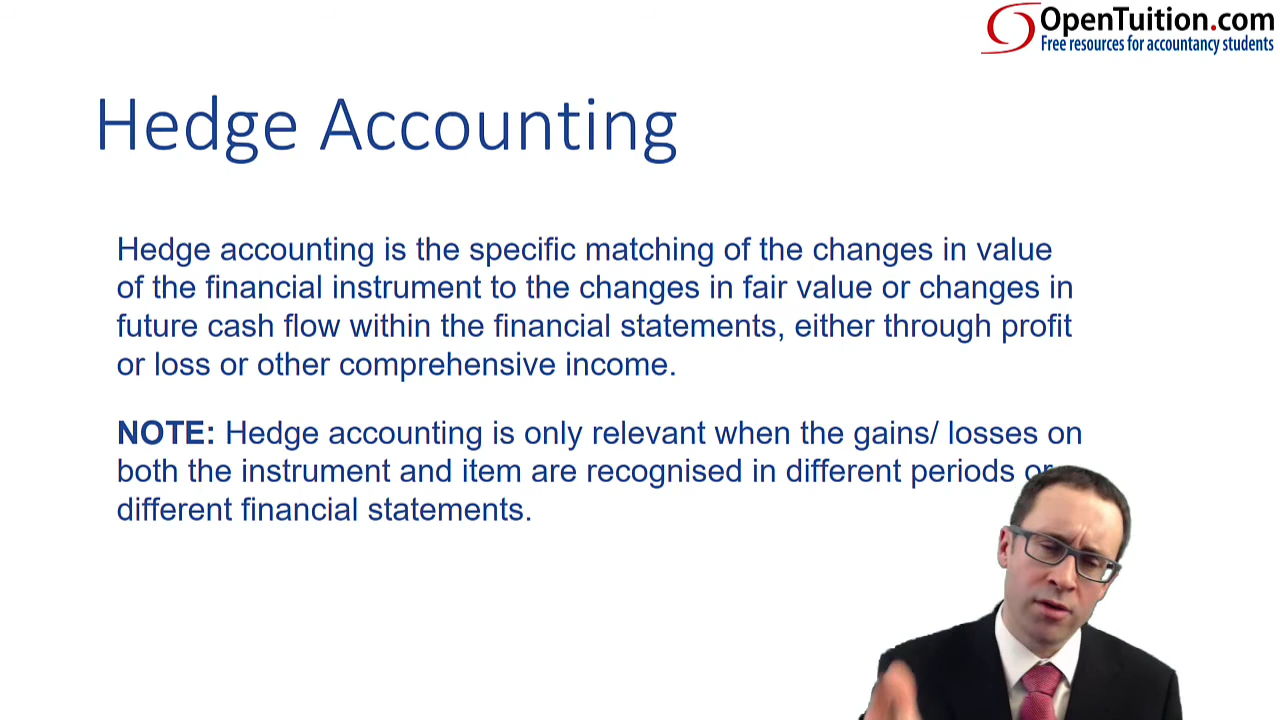 OpenTuition.com
Free resources for accountancy students
Hedge Accounting
Hedge accounting is the specific matching of the changes in value
of the financial instrument to the changes in fair value or changes in
future cash flow within the financial statements, either through profit
or loss or other comprehensive income.
NOTE: Hedge accounting is only relevant when the gains/ losses on
both the instrument and item are recognised in different periods or
different financial statements.